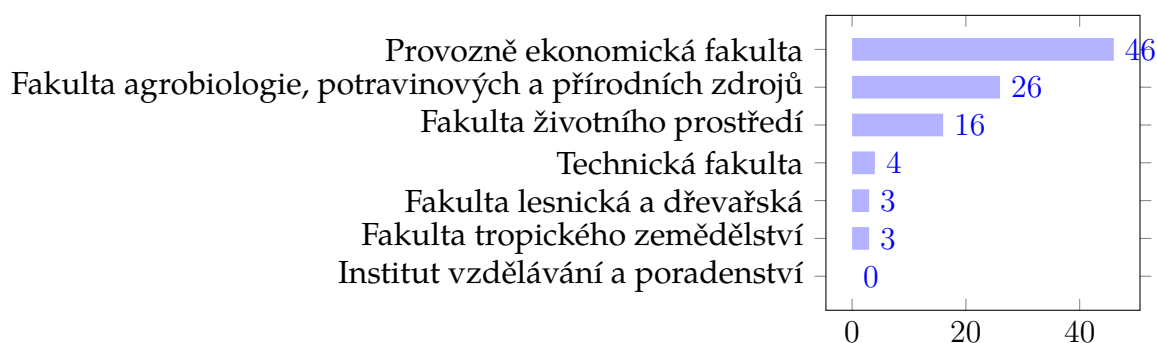 Provozně ekonomická fakulta 46
Fakulta agrobiologie, potravinových a přírodních zdrojů 26
Fakulta životního prostředí 16
Technická fakulta 4
Fakulta lesnická a dřevařská 3
Fakulta tropického zemědělství 3
Institut vzdělávání a poradenství 0
0 20 40